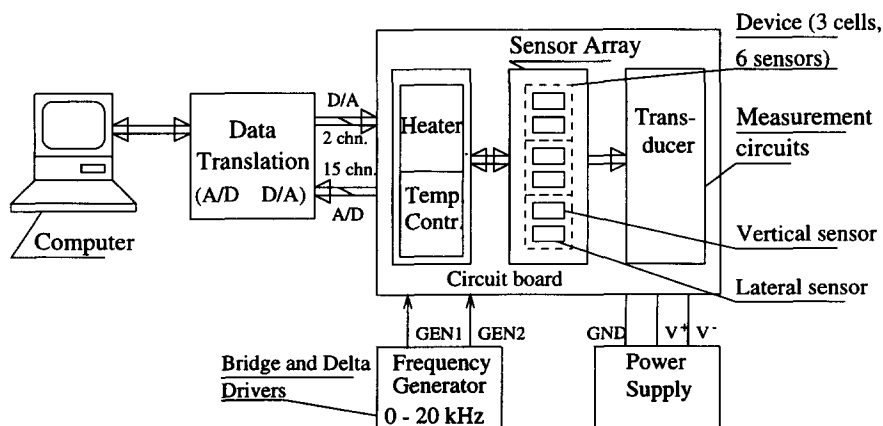 Device (3 cells,
6 sensors)
Sensor Array
D/A
2 chn.
15 chn.
A/D
Data
Translation
(A/D D/A)
Heater
Temp.
Contr.
Trans-
ducer
Measurement
circuits
Computer
Vertical sensor
Lateral sensor
Circuit board
GEN1
GEN2
GND
V+
V-
Bridge and Delta
Drivers
Frequency
Generator
0 - 20 kHz
Power
Supply